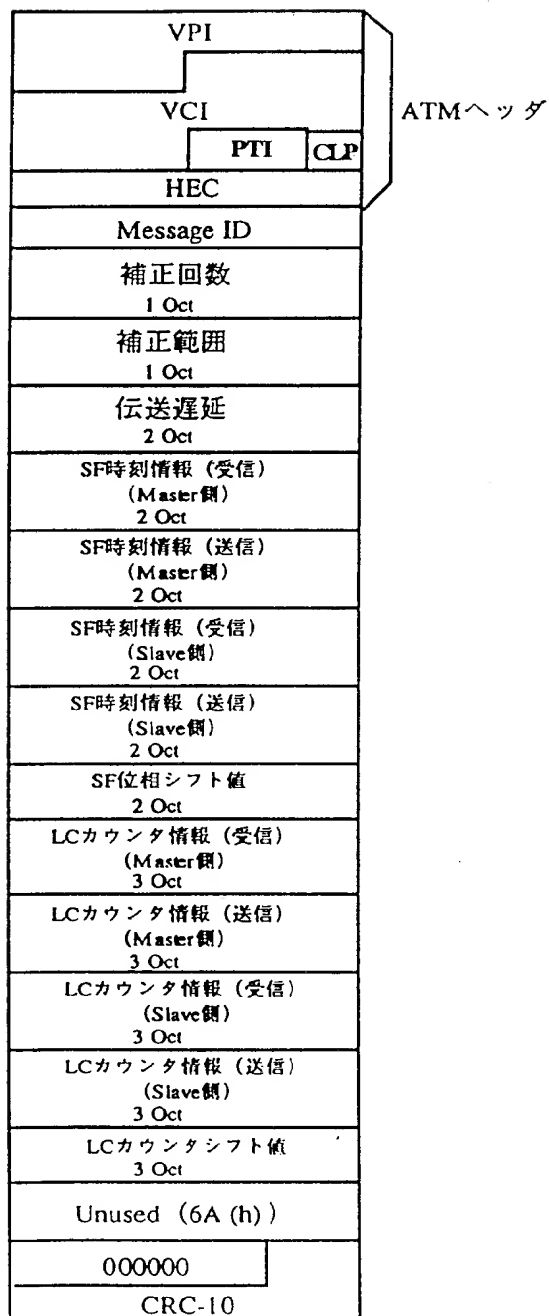 VPI
VCI
ATMヘッダ
PTI
CLP
HEC
Message ID
補正回数
1 Oct
補正範囲
1 Oct
伝送遅延
2 Oct
SF時刻情報（受信）
(Master側)
2 Oct
SF時刻情報（送信）
(Master側)
2 Oct
SF時刻情報（受信）
(Slave側)
2 Oct
SF時刻情報（送信）
(Slave側)
2 Oct
SF位相シフト値
2 Oct
LCカウンタ情報（受信）
(Master側)
3 Oct
LCカウンタ情報（送信）
(Master側)
3 Oct
LCカウンタ情報（受信）
(Slave側)
3 Oct
LCカウンタ情報（送信）
(Slave側)
3 Oct
LCカウンタシフト値
3 Oct
Unused （6A (h)）
000000
CRC-10